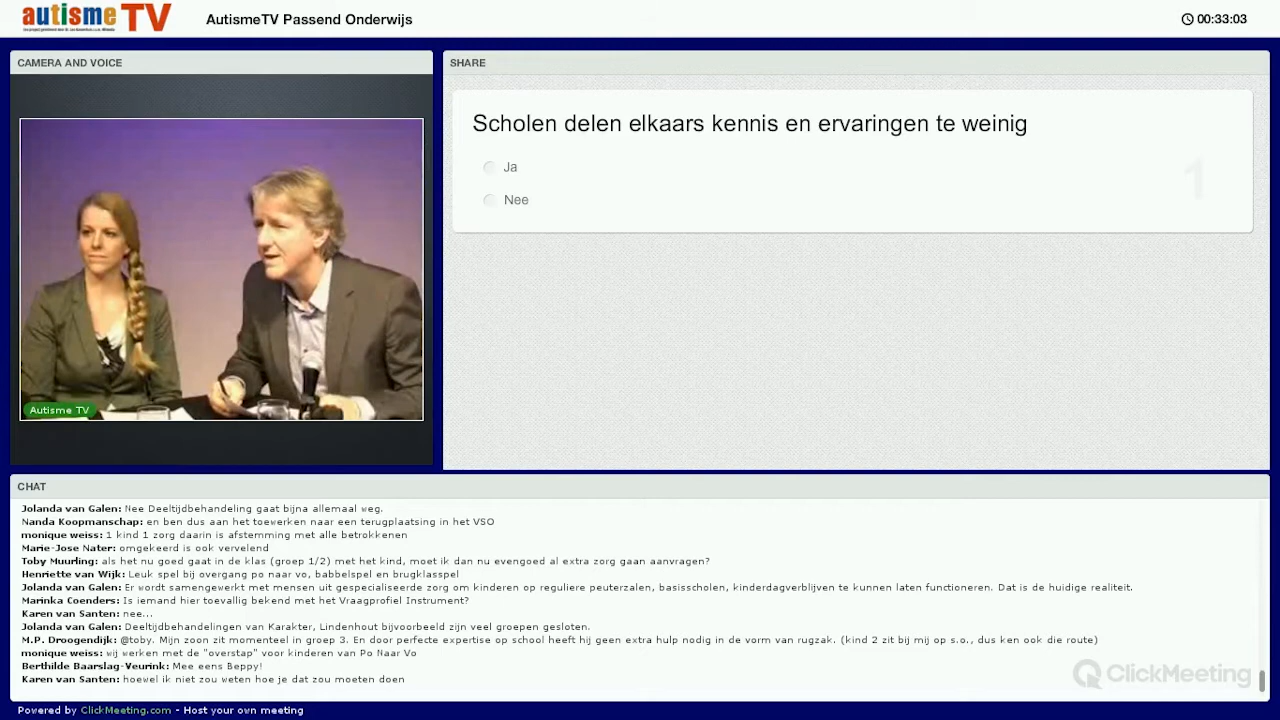 autisme TV
AutismeTV Passend Onderwijs
00:33:03
CAMERA AND VOICE
Autisme TV
SHARE
Scholen delen elkaars kennis en ervaringen te weinig
Ja
Nee
1
CHAT
Jolanda van Galen: Nee Deeltijdbehandeling gaat bijna allemaal weg.
Nanda Koopmanschap: en ben dus aan het toewerken naar een terugplaatsing in het VSO
monique weiss: 1 kind 1 zorg daarin is afstemming met alle betrokkenen
Marie-Jose Nater: omgekeerd is ook vervelend
Toby Muurling: als het nu goed gaat in de klas (groep 1/2) met het kind, moet ik dan nu evengoed al extra zorg gaan aanvragen?
Henriette van Wijk: Leuk spel bij overgang po naar vo, babbelspel en brugklasspel
Jolanda van Galen: Er wordt samengewerkt met mensen uit gespecialiseerde zorg om kinderen op reguliere peuterzalen, basisscholen, kinderdagverblijven te kunnen laten functioneren. Dat is de huidige realiteit.
Marinka Coenders: Is iemand hier toevallig bekend met het Vraagprofiel Instrument?
Karen van Santen: nee...
Jolanda van Galen: Deeltijdbehandelingen van Karakter, Lindenhout bijvoorbeeld zijn veel groepen gesloten.
M.P. Droogendijk: @toby. Mijn zoon zit momenteel in groep 3. En door perfecte expertise op school heeft hij geen extra hulp nodig in de vorm van rugzak. (kind 2 zit bij mij op s.o., dus ken ook die route)
monique weiss: wij werken met de "overstap" voor kinderen van Po Naar Vo
Berthilde Baarslag-Veurink: Mee eens Beppy!
Karen van Santen: hoewel ik niet zou weten hoe je dat zou moeten doen
ClickMeeting
Powered by ClickMeeting.com - Host your own meeting